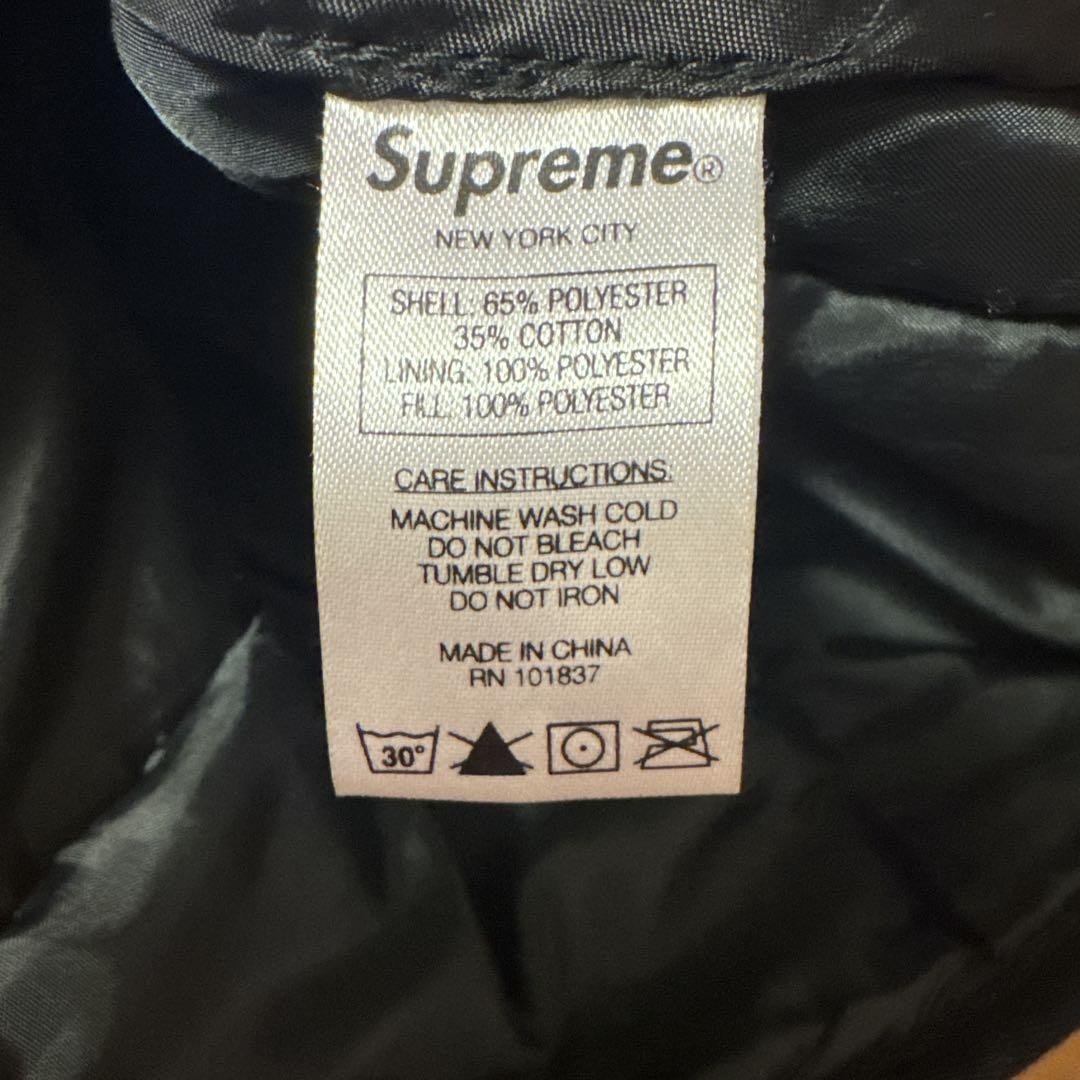 Supreme®
NEW YORK CITY
SHELL: 65% POLYESTER
35% COTTON
LINING: 100% POLYESTER
FILL: 100% POLYESTER
CARE INSTRUCTIONS:
MACHINE WASH COLD
DO NOT BLEACH
TUMBLE DRY LOW
DO NOT IRON
MADE IN CHINA
RN 101837
30°